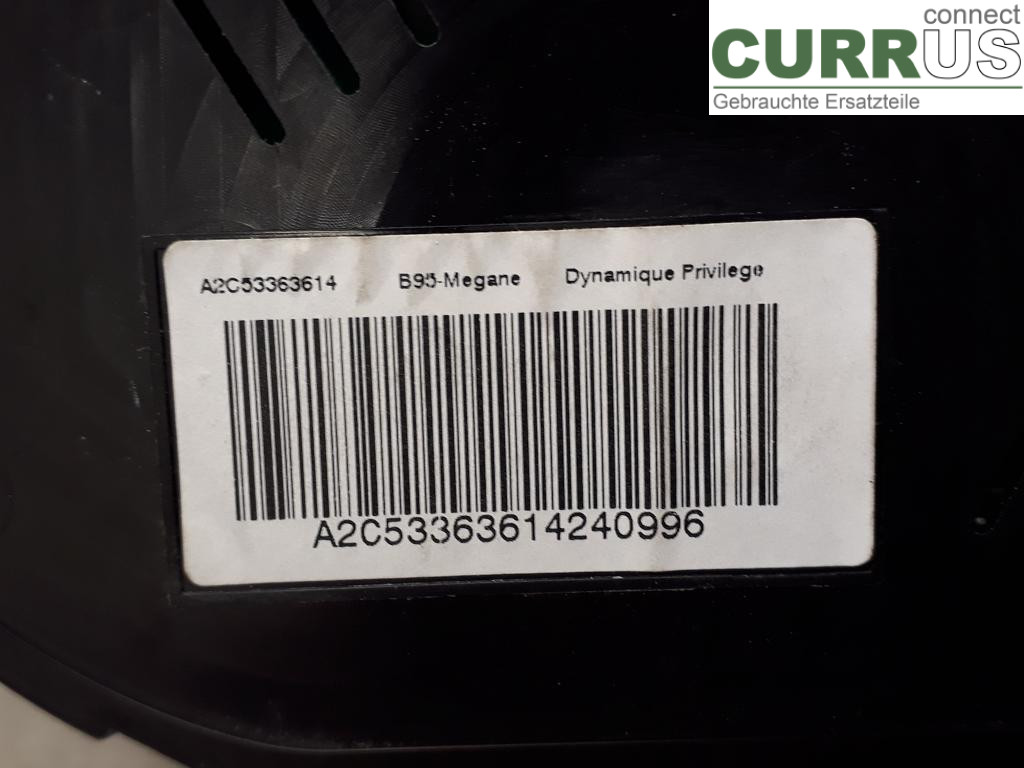 connect
CURRUS
Gebrauchte Ersatzteile
A2C53363614 B95-Megane Dynamique Privilege
A2C53363614240996